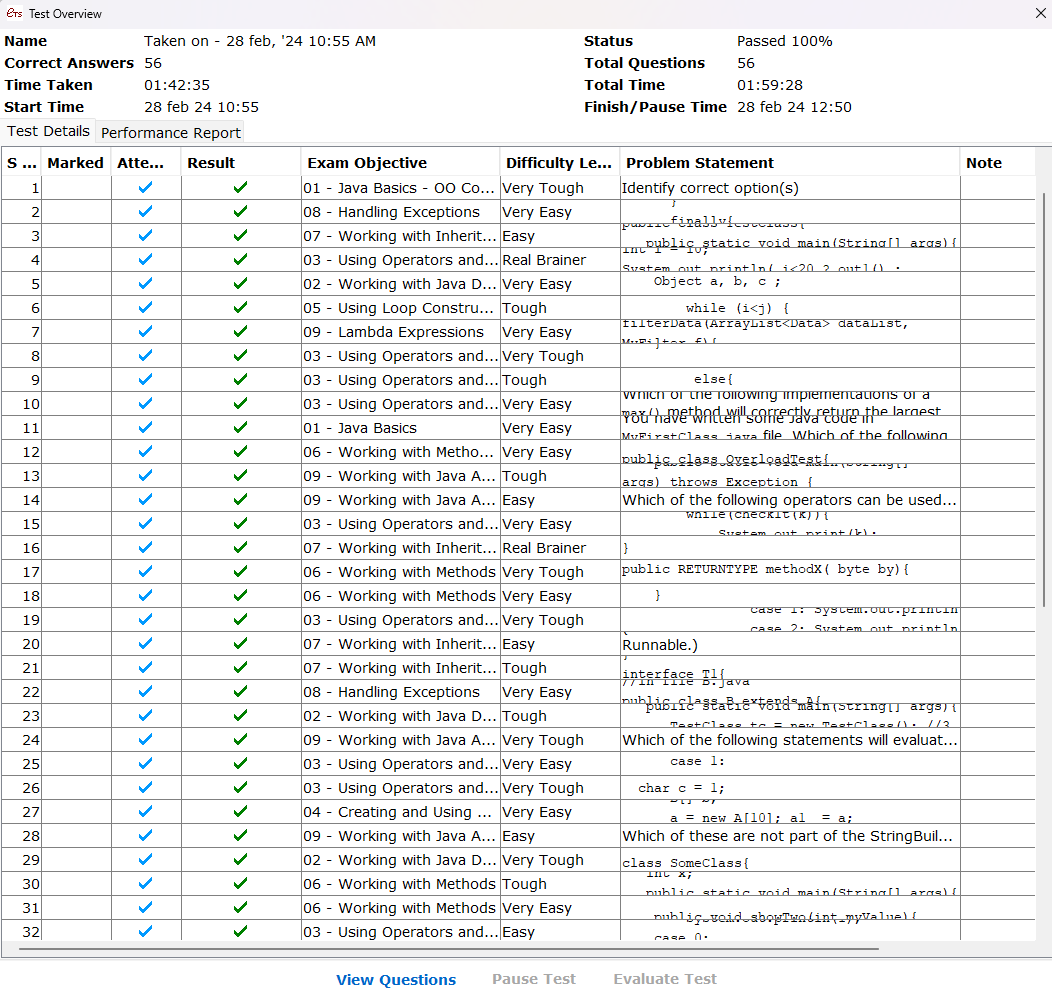 ETS Test Overview
Name Taken on - 28 feb, '24 10:55 AM Status Passed 100%
Correct Answers 56 Total Questions 56
Time Taken 01:42:35 Total Time 01:59:28
Start Time 28 feb 24 10:55 Finish/Pause Time 28 feb 24 12:50
Test Details Performance Report
S ... Marked Atte... Result Exam Objective Difficulty Le... Problem Statement Note
1 01 - Java Basics - OO Co... Very Tough Identify correct option(s)
2 08 - Handling Exceptions Very Easy } finally{
3 07 - Working with Inherit... Easy public class TestClass{ public static void main(String[] args){
4 03 - Using Operators and... Real Brainer int i = 10; System.out.println( i<20 ? out1() :
5 02 - Working with Java D... Very Easy Object a, b, c ;
6 05 - Using Loop Constru... Tough while (i<j) {
7 09 - Lambda Expressions Very Easy filterData(ArrayList<Data> dataList, MyFilter f){
8 03 - Using Operators and... Very Tough
9 03 - Using Operators and... Tough else{
10 03 - Using Operators and... Very Easy Which of the following implementations of a max() method will correctly return the largest
11 01 - Java Basics Very Easy You have written some Java code in MyFirstClass.java file. Which of the following
12 06 - Working with Metho... Very Easy public class OverloadTest{
13 09 - Working with Java A... Tough public static void main(String[] args) throws Exception {
14 09 - Working with Java A... Easy Which of the following operators can be used...
15 03 - Using Operators and... Very Easy while(checkIt(k)){ System.out.print(k);
16 07 - Working with Inherit... Real Brainer }
17 06 - Working with Methods Very Tough public RETURNTYPE methodX( byte by){
18 06 - Working with Methods Very Easy }
19 03 - Using Operators and... Very Tough case 1: System.out.println case 2: System.out.println
20 07 - Working with Inherit... Easy Runnable.)
21 07 - Working with Inherit... Tough } interface T1{
22 08 - Handling Exceptions Very Easy //in file B.java public class B extends A{
23 02 - Working with Java D... Tough public static void main(String[] args){ TestClass tc = new TestClass(); //3
24 09 - Working with Java A... Very Tough Which of the following statements will evaluat...
25 03 - Using Operators and... Very Easy case 1:
26 03 - Using Operators and... Very Tough char c = 1;
27 04 - Creating and Using ... Very Easy B[] b; a = new A[10]; a1 = a;
28 09 - Working with Java A... Easy Which of these are not part of the StringBuil...
29 02 - Working with Java D... Very Tough class SomeClass{
30 06 - Working with Methods Tough int x; public static void main(String[] args){
31 06 - Working with Methods Very Easy public void showTwo(int myValue){
32 03 - Using Operators and... Easy case 0:
View Questions Pause Test Evaluate Test